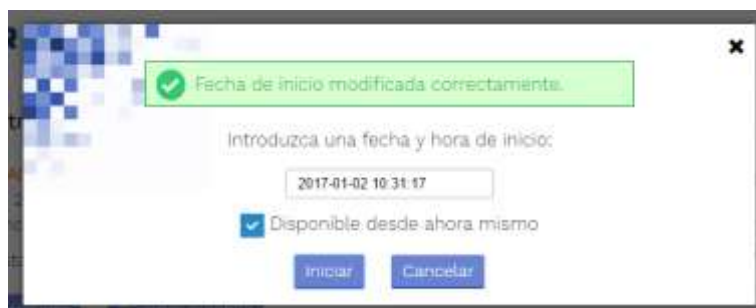 Fecha de inicio modificada correctamente.
Introduzca una fecha y hora de inicio:
2017-01-02 10:31:17
Disponible desde ahora mismo
Iniciar Cancelar